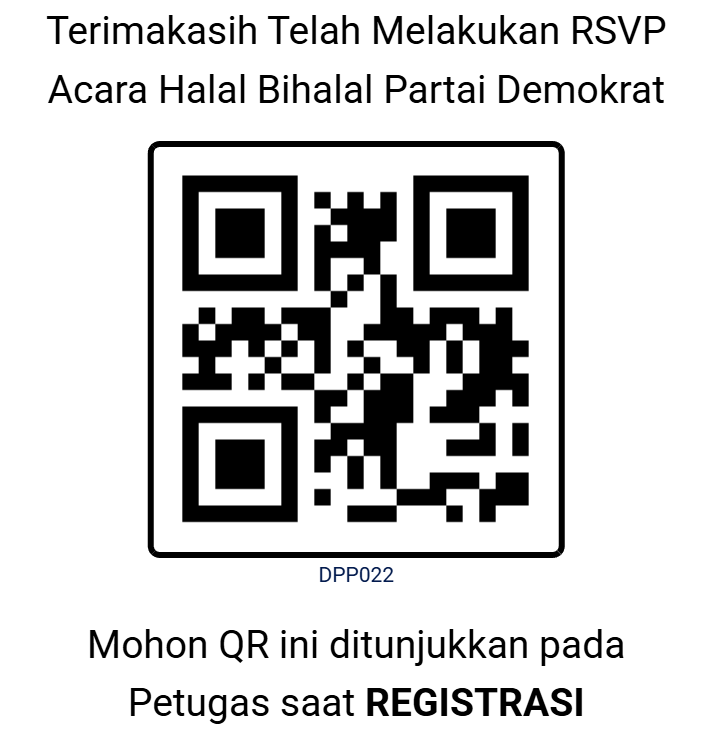 Terimakasih Telah Melakukan RSVP
Acara Halal Bihalal Partai Demokrat
DPP022
Mohon QR ini ditunjukkan pada
Petugas saat REGISTRASI